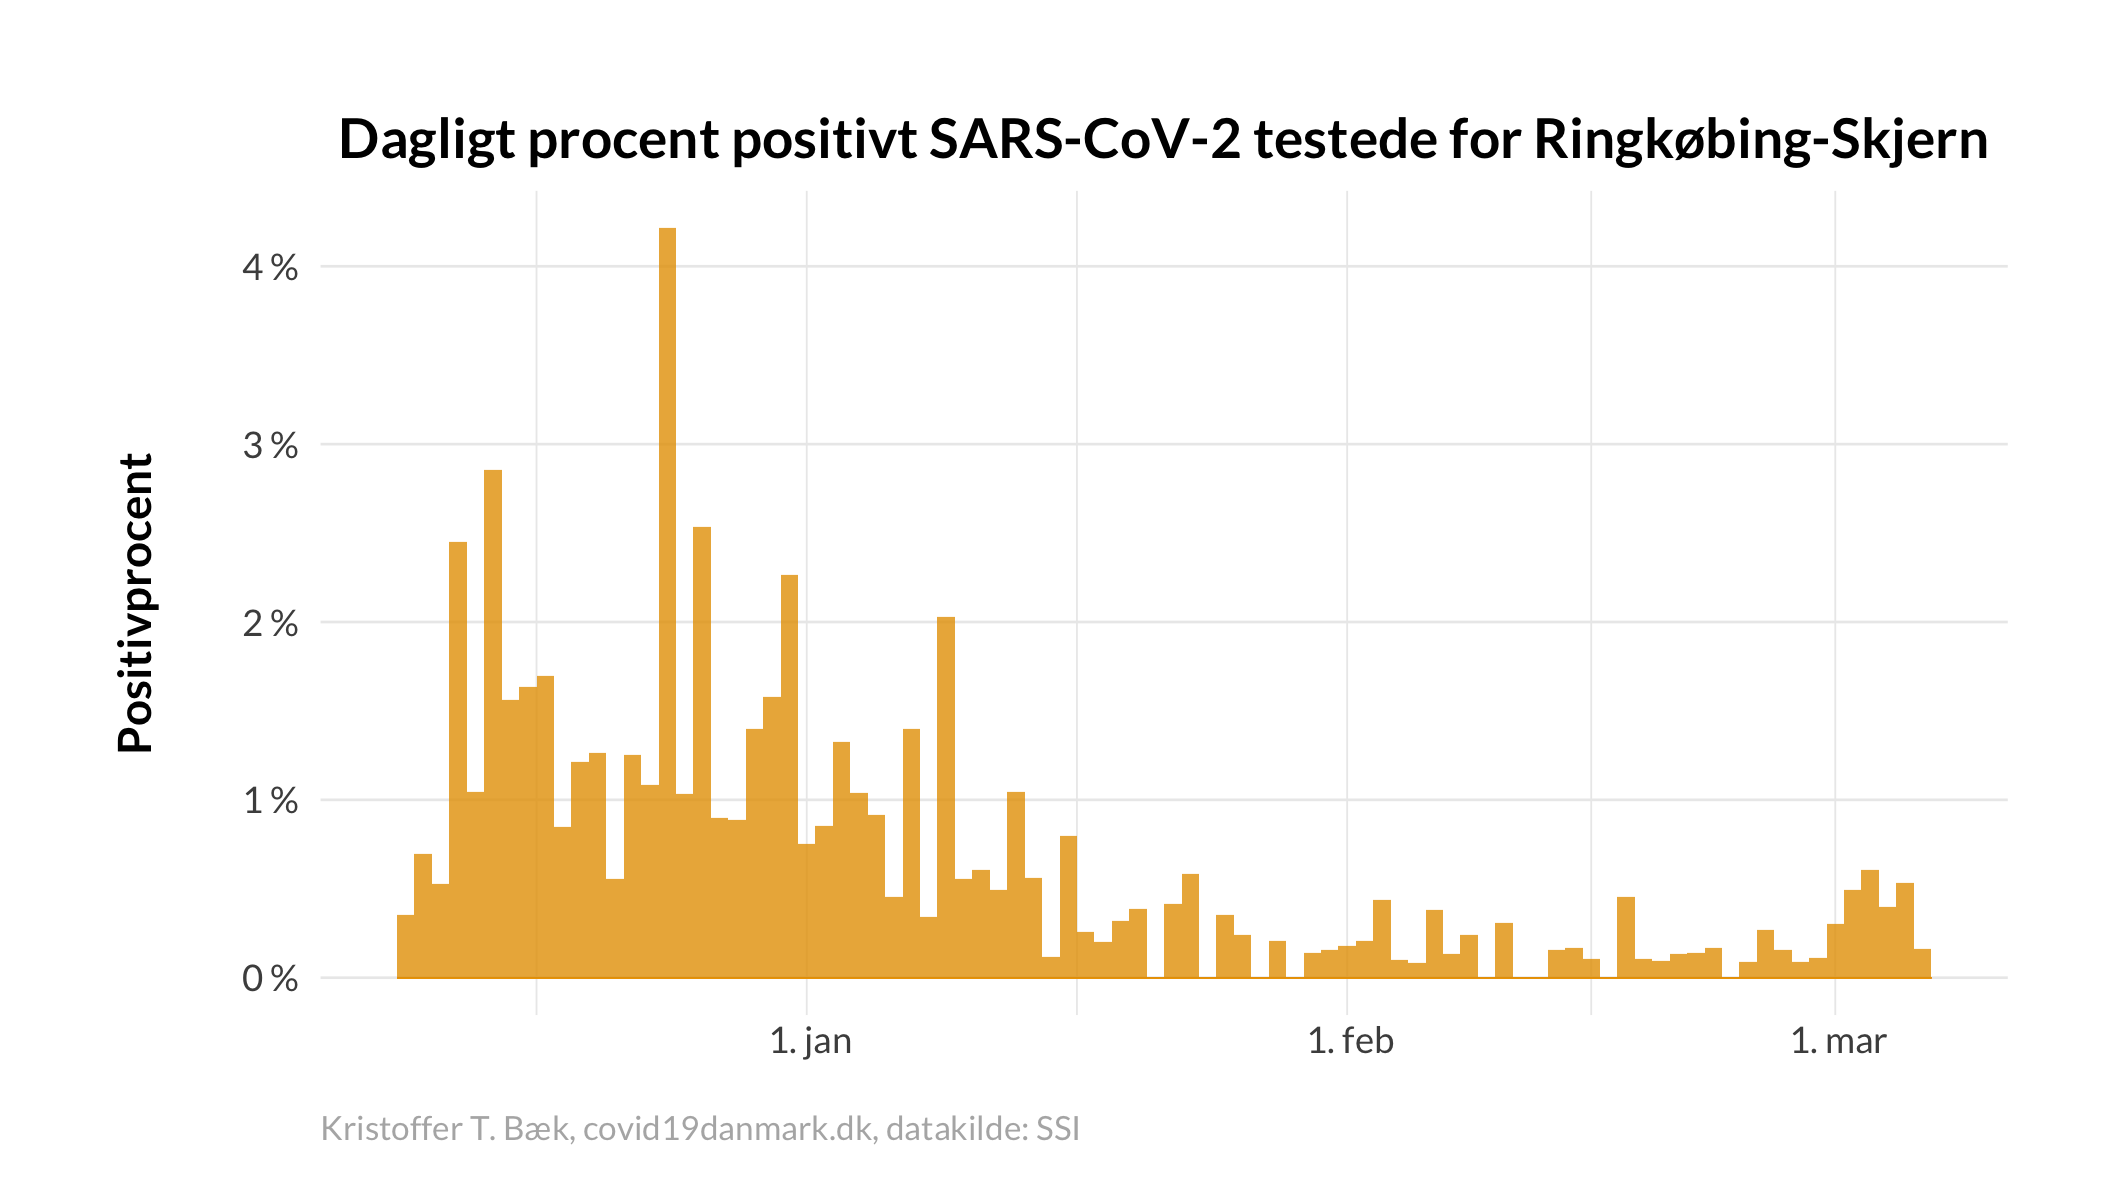 Dagligt procent positivt SARS-CoV-2 testede for Ringkøbing-Skjern
Positivprocent
4 %
3 %
2 %
1 %
0 %
1. jan
1. feb
1. mar
Kristoffer T. Bæk, covid19danmark.dk, datakilde: SSI